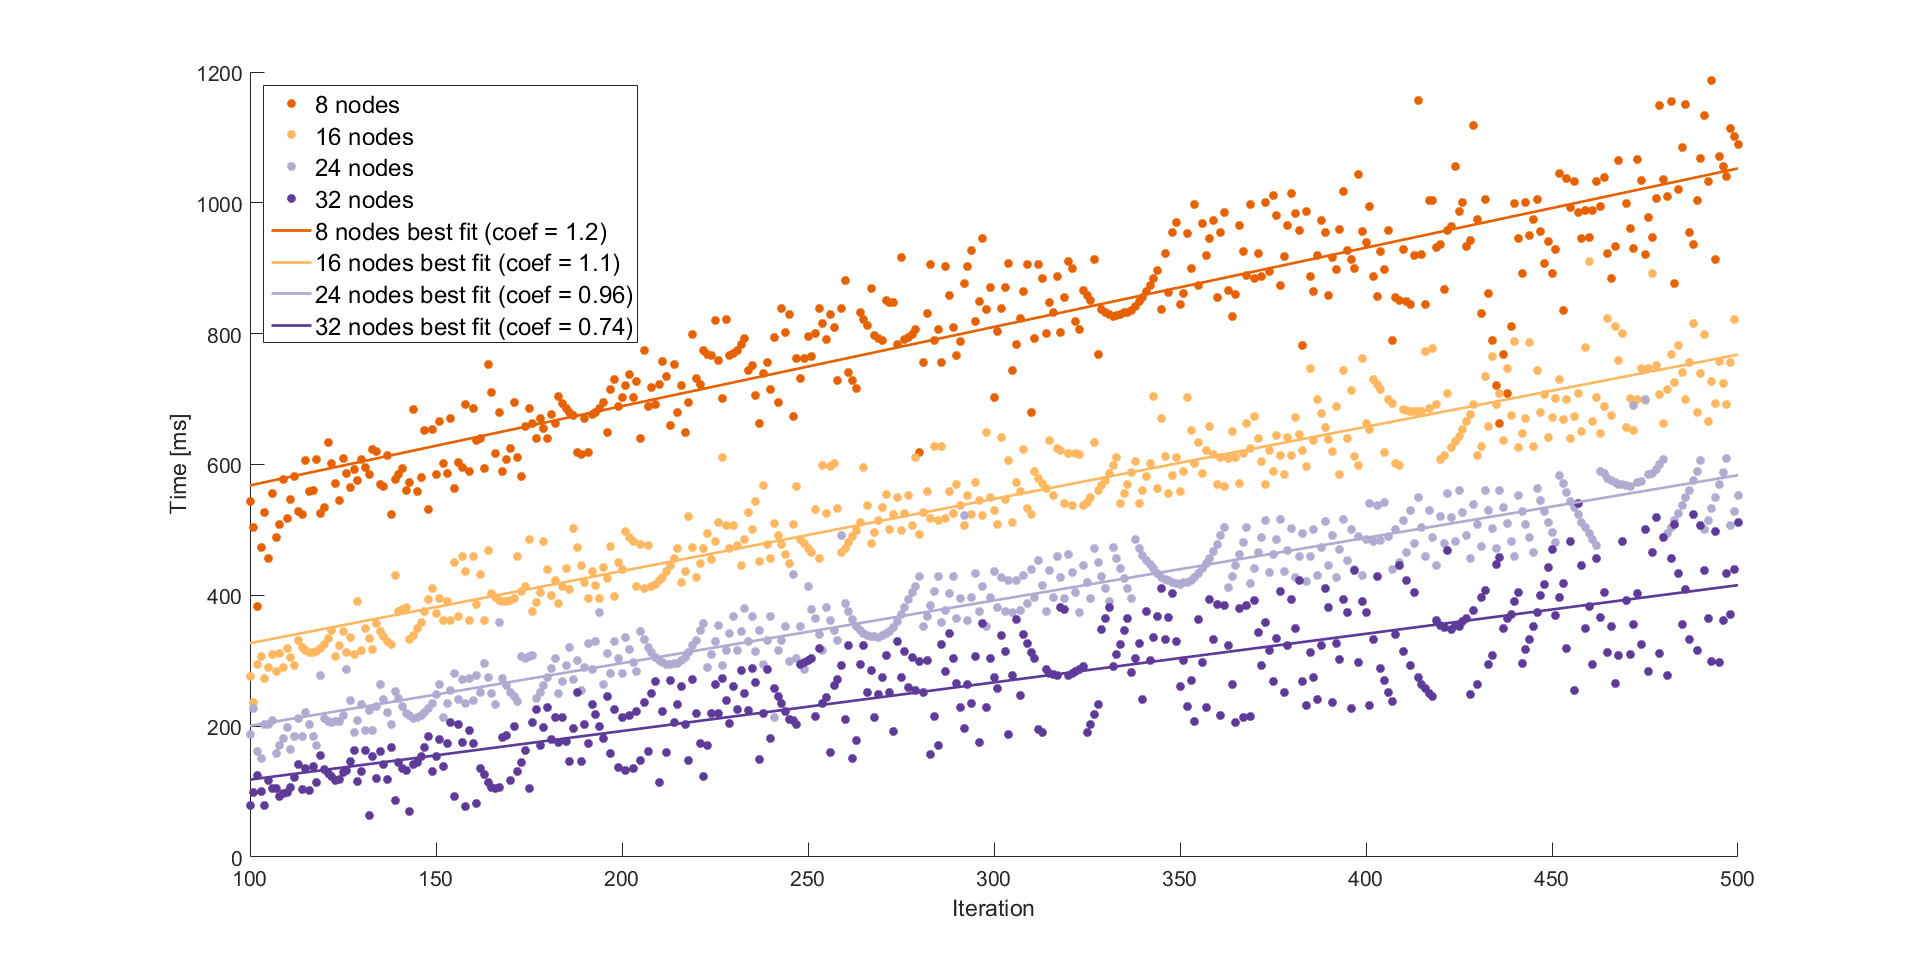 1200
1000
800
600
400
200
0
Time [ms]
8 nodes
16 nodes
24 nodes
32 nodes
8 nodes best fit (coef = 1.2)
16 nodes best fit (coef = 1.1)
24 nodes best fit (coef = 0.96)
32 nodes best fit (coef = 0.74)
100 150 200 250 300 350 400 450 500
Iteration